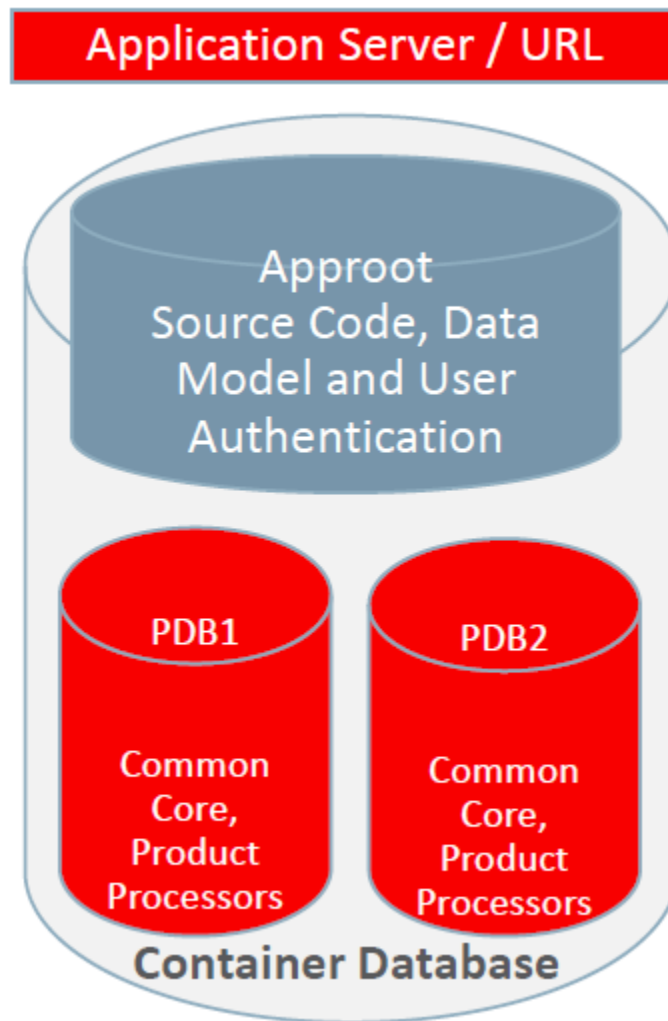 Application Server / URL
Approot
Source Code, Data
Model and User
Authentication
PDB1
Common
Core,
Product
Processors
PDB2
Common
Core,
Product
Processors
Container Database